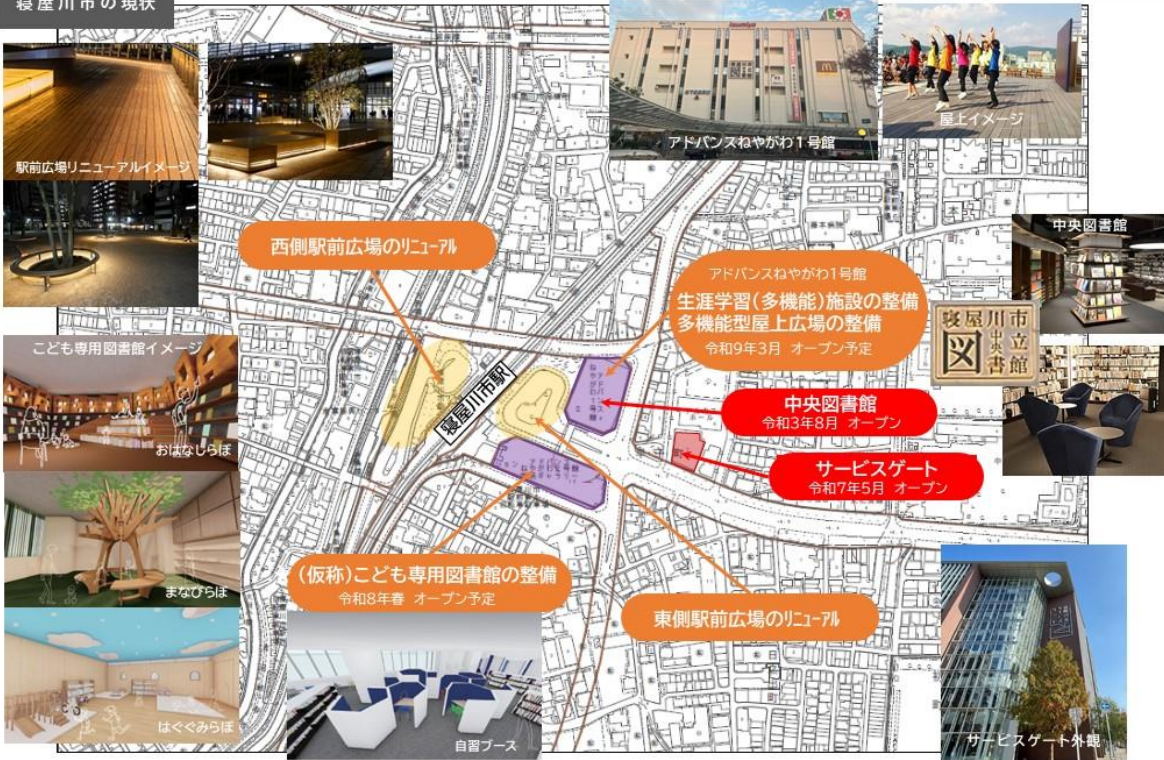 寝屋川市の現状
駅前広場リニューアルイメージ
アドバンスねやがわ1号館
屋上イメージ
西側駅前広場のリニューアル
アドバンスねやがわ1号館
生涯学習(多機能)施設の整備
多機能型屋上広場の整備
令和9年3月 オープン予定
中央図書館
寝屋川市立
中央図書館
こども専用図書館イメージ
おはなしらぼ
寝屋川市駅
中央図書館
令和3年8月 オープン
サービスゲート
令和7年5月 オープン
まなびらぼ
(仮称)こども専用図書館の整備
令和8年春 オープン予定
東側駅前広場のリニューアル
はぐくみらぼ
自習ブース
サービスゲート外観